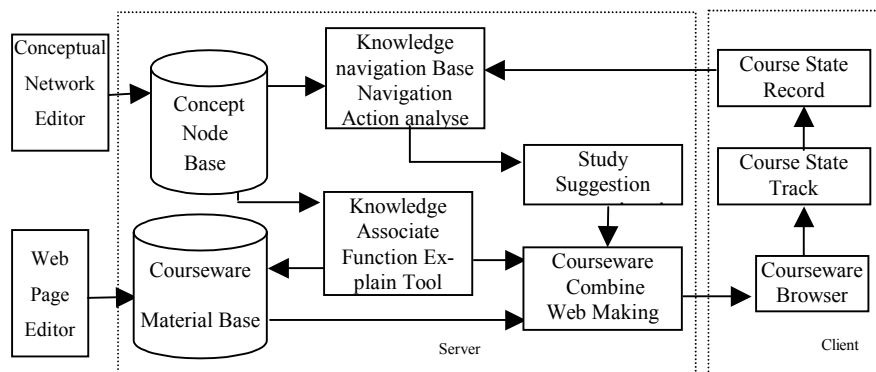 Conceptual
Network
Editor
Concept
Node
Base
Knowledge
navigation Base
Navigation
Action analyse
Course State
Record
Study
Suggestion
Course State
Track
Knowledge
Associate
Function Ex-
plain Tool
Web
Page
Editor
Courseware
Material Base
Courseware
Combine
Web Making
Courseware
Browser
Server
Client